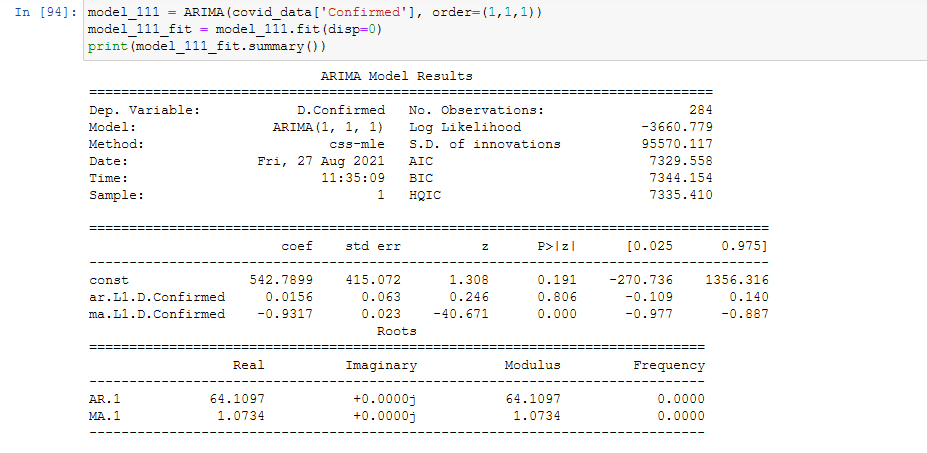 In [94]: model_111 = ARIMA(covid_data['Confirmed'], order=(1,1,1))
model_111_fit = model_111.fit(disp=0)
print(model_111_fit.summary())
ARIMA Model Results
==============================================================================
Dep. Variable: D.Confirmed No. Observations: 284
Model: ARIMA(1, 1, 1) Log Likelihood -3660.779
Method: css-mle S.D. of innovations 95570.117
Date: Fri, 27 Aug 2021 AIC 7329.558
Time: 11:35:09 BIC 7344.154
Sample: 1 HQIC 7335.410
=====================================================================================
coef std err z P>|z| [0.025 0.975]
-------------------------------------------------------------------------------------
const 542.7899 415.072 1.308 0.191 -270.736 1356.316
ar.L1.D.Confirmed 0.0156 0.063 0.246 0.806 -0.109 0.140
ma.L1.D.Confirmed -0.9317 0.023 -40.671 0.000 -0.977 -0.887
Roots
=============================================================================
Real Imaginary Modulus Frequency
-----------------------------------------------------------------------------
AR.1 64.1097 +0.0000j 64.1097 0.0000
MA.1 1.0734 +0.0000j 1.0734 0.0000
-----------------------------------------------------------------------------